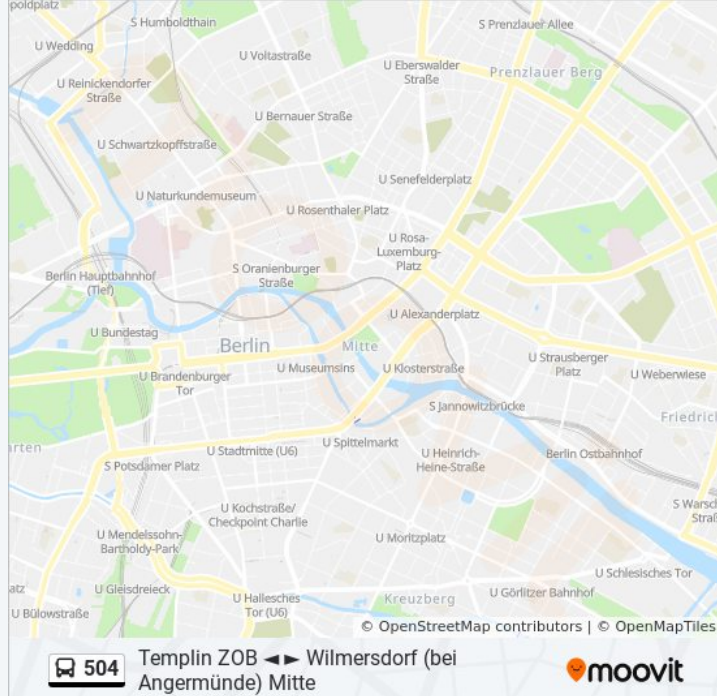 poldplatz
S Humboldthain
S Prenzlauer Allee
U Wedding
U Voltastraße
U Eberswalder
Straße
Prenzlauer Berg
U Reinickendorfer
Straße
U Bernauer Straße
U Schwartzkopffstraße
U Senefelderplatz
U Naturkundemuseum
U Rosenthaler Platz
U Rosa-
Luxemburg-
Platz
Berlin Hauptbahnhof
(Tief)
S Oranienburger
Straße
U Alexanderplatz
U Bundestag
Berlin
Mitte
U Strausberger
Platz
U Museumsins
U Klosterstraße
U Weberwiese
U Brandenburger
Tor
S Jannowitzbrücke
Friedrich
arten
U Spittelmarkt
U Stadtmitte (U6)
U Heinrich-
Heine-Straße
Berlin Ostbahnhof
S Potsdamer Platz
S Warsch
Straß
U Kochstraße/
Checkpoint Charlie
U Mendelssohn-
Bartholdy-Park
U Moritzplatz
U Schlesisches Tor
atz
U Gleisdreieck
U Görlitzer Bahnhof
U Hallesches
Tor (U6)
Kreuzberg
U Bülowstraße
© OpenStreetMap contributors | © OpenMapTiles
504
Templin ZOB ◄► Wilmersdorf (bei
Angermünde) Mitte
moovit